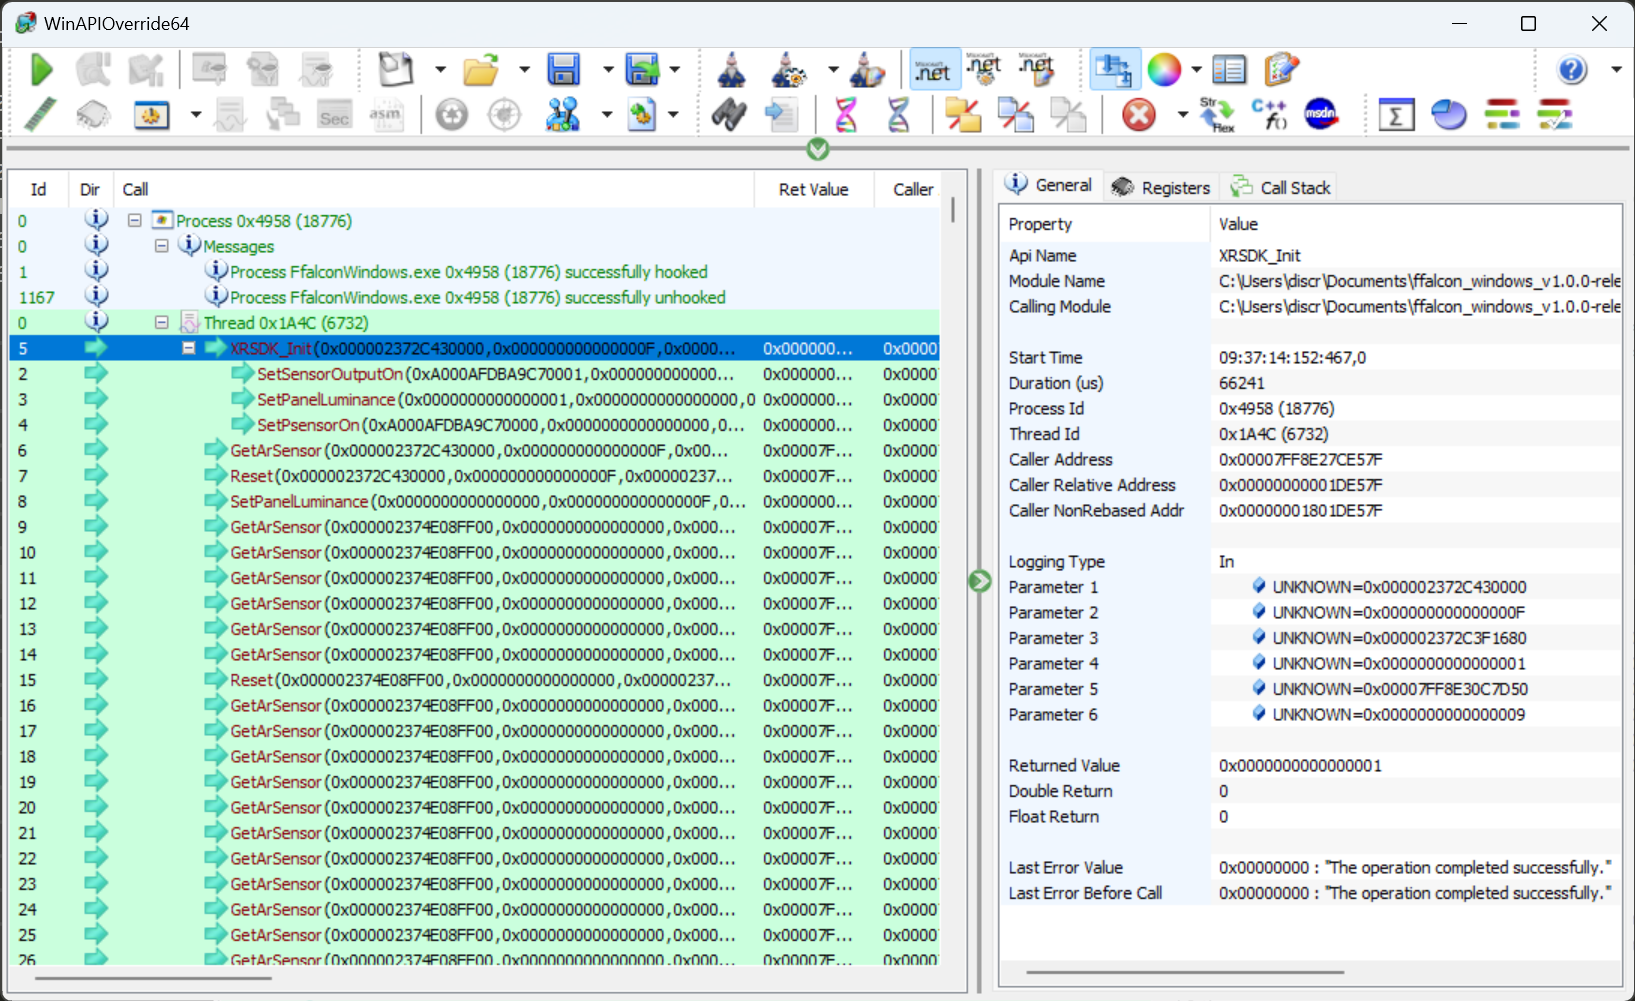 WinAPIOverride64
.net
Microsoft .net
Microsoft .net
Sec
asm
Str
Hex
C++
f()
msdn
Id Dir Call Ret Value Caller
0 Process 0x4958 (18776)
0 Messages
1 Process FfalconWindows.exe 0x4958 (18776) successfully hooked
1167 Process FfalconWindows.exe 0x4958 (18776) successfully unhooked
0 Thread 0x1A4C (6732)
5 XRSDK_Init(0x000002372C430000,0x000000000000000F,0x0000... 0x000000... 0x0000
2 SetSensorOutputOn(0xA000AFDBA9C70001,0x000000000000... 0x000000... 0x0000
3 SetPanelLuminance(0x0000000000000001,0x0000000000000000,0 0x000000... 0x0000
4 SetPsensorOn(0xA000AFDBA9C70000,0x0000000000000000,0... 0x000000... 0x0000
6 GetArSensor(0x000002372C430000,0x000000000000000F,0x00... 0x00007F... 0x0000
7 Reset(0x000002372C430000,0x000000000000000F,0x00000237... 0x00007F... 0x0000
8 SetPanelLuminance(0x0000000000000000,0x000000000000000F,0... 0x000000... 0x0000
9 GetArSensor(0x000002374E08FF00,0x0000000000000000,0x000... 0x00007F... 0x0000
10 GetArSensor(0x000002374E08FF00,0x0000000000000000,0x000... 0x00007F... 0x0000
11 GetArSensor(0x000002374E08FF00,0x0000000000000000,0x000... 0x00007F... 0x0000
12 GetArSensor(0x000002374E08FF00,0x0000000000000000,0x000... 0x00007F... 0x0000
13 GetArSensor(0x000002374E08FF00,0x0000000000000000,0x000... 0x00007F... 0x0000
14 GetArSensor(0x000002374E08FF00,0x0000000000000000,0x000... 0x00007F... 0x0000
15 Reset(0x000002374E08FF00,0x0000000000000000,0x00000237... 0x00007F... 0x0000
16 GetArSensor(0x000002374E08FF00,0x0000000000000000,0x000... 0x00007F... 0x0000
17 GetArSensor(0x000002374E08FF00,0x0000000000000000,0x000... 0x00007F... 0x0000
18 GetArSensor(0x000002374E08FF00,0x0000000000000000,0x000... 0x00007F... 0x0000
19 GetArSensor(0x000002374E08FF00,0x0000000000000000,0x000... 0x00007F... 0x0000
20 GetArSensor(0x000002374E08FF00,0x0000000000000000,0x000... 0x00007F... 0x0000
21 GetArSensor(0x000002374E08FF00,0x0000000000000000,0x000... 0x00007F... 0x0000
22 GetArSensor(0x000002374E08FF00,0x0000000000000000,0x000... 0x00007F... 0x0000
23 GetArSensor(0x000002374E08FF00,0x0000000000000000,0x000... 0x00007F... 0x0000
24 GetArSensor(0x000002374E08FF00,0x0000000000000000,0x000... 0x00007F... 0x0000
25 GetArSensor(0x000002374E08FF00,0x0000000000000000,0x000... 0x00007F... 0x0000
26 GetArSensor(0x000002374E08FF00,0x0000000000000000,0x000... 0x00007F... 0x0000
General Registers Call Stack
Property Value
Api Name XRSDK_Init
Module Name C:\Users\discr\Documents\ffalcon_windows_v1.0.0-rele
Calling Module C:\Users\discr\Documents\ffalcon_windows_v1.0.0-rele
Start Time 09:37:14:152:467,0
Duration (us) 66241
Process Id 0x4958 (18776)
Thread Id 0x1A4C (6732)
Caller Address 0x00007FF8E27CE57F
Caller Relative Address 0x00000000001DE57F
Caller NonRebased Addr 0x00000001801DE57F
Logging Type In
Parameter 1 UNKNOWN=0x000002372C430000
Parameter 2 UNKNOWN=0x000000000000000F
Parameter 3 UNKNOWN=0x000002372C3F1680
Parameter 4 UNKNOWN=0x0000000000000001
Parameter 5 UNKNOWN=0x00007FF8E30C7D50
Parameter 6 UNKNOWN=0x0000000000000009
Returned Value 0x0000000000000001
Double Return 0
Float Return 0
Last Error Value 0x00000000 : "The operation completed successfully."
Last Error Before Call 0x00000000 : "The operation completed successfully."